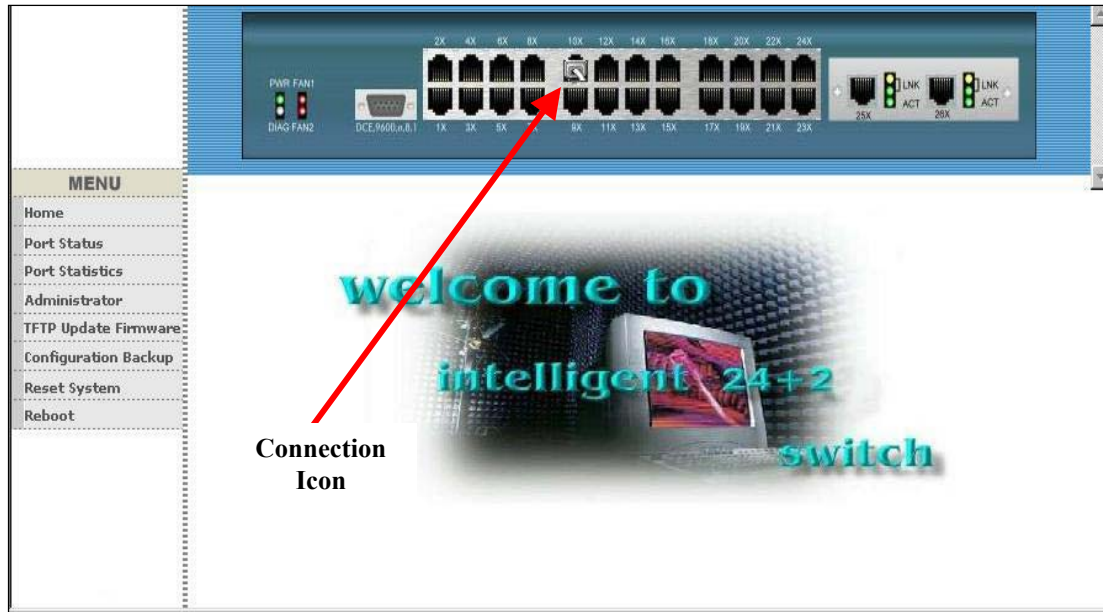 2X 4X 6X 8X 10X 12X 14X 16X 18X 20X 22X 24X
PWR FAN1
DIAG FAN2
DCE,9600,n,8,1
1X 3X 5X 9X 11X 13X 15X 17X 19X 21X 23X
LNK
ACT
25X
LNK
ACT
26X
MENU
Home
Port Status
Port Statistics
Administrator
TFTP Update Firmware
Configuration Backup
Reset System
Reboot
welcome to
intelligent 24+2
switch
Connection
Icon